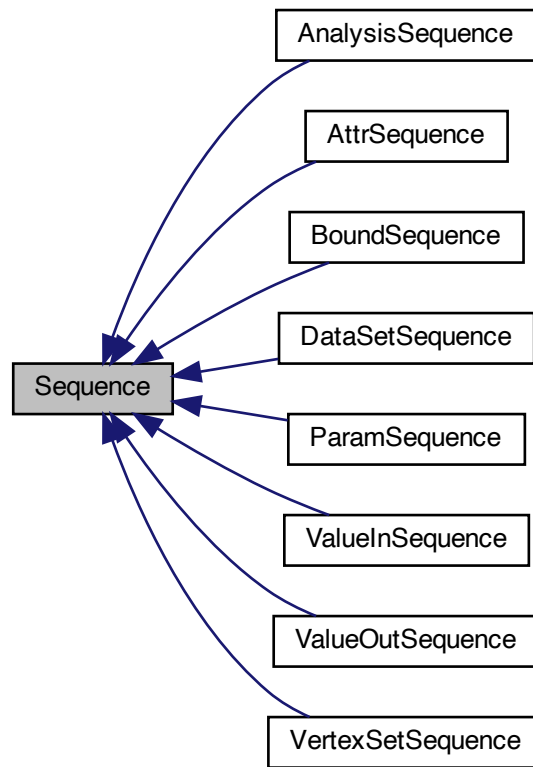 AnalysisSequence
AttrSequence
BoundSequence
DataSetSequence
Sequence
ParamSequence
ValueInSequence
ValueOutSequence
VertexSetSequence